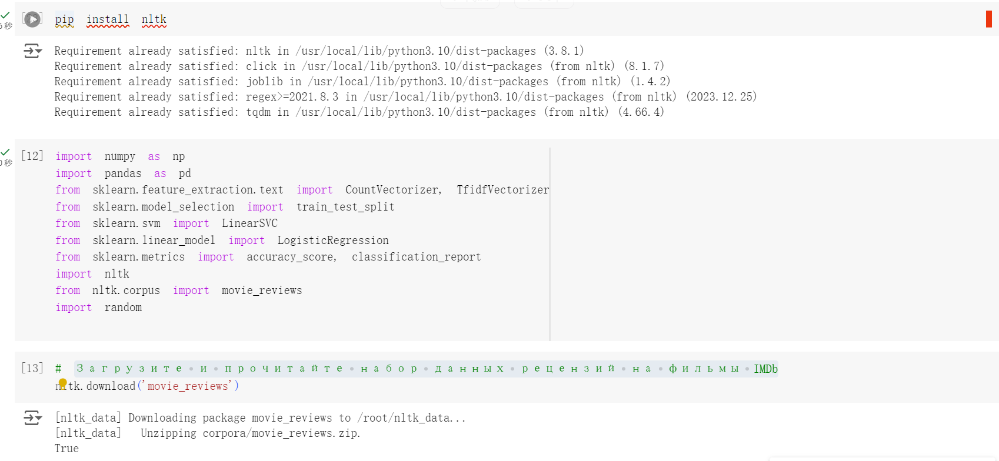 pip install nltk
6 秒
Requirement already satisfied: nltk in /usr/local/lib/python3.10/dist-packages (3.8.1)
Requirement already satisfied: click in /usr/local/lib/python3.10/dist-packages (from nltk) (8.1.7)
Requirement already satisfied: joblib in /usr/local/lib/python3.10/dist-packages (from nltk) (1.4.2)
Requirement already satisfied: regex>=2021.8.3 in /usr/local/lib/python3.10/dist-packages (from nltk) (2023.12.25)
Requirement already satisfied: tqdm in /usr/local/lib/python3.10/dist-packages (from nltk) (4.66.4)
[12] import numpy as np
0 秒
import pandas as pd
from sklearn.feature_extraction.text import CountVectorizer, TfidfVectorizer
from sklearn.model_selection import train_test_split
from sklearn.svm import LinearSVC
from sklearn.linear_model import LogisticRegression
from sklearn.metrics import accuracy_score, classification_report
import nltk
from nltk.corpus import movie_reviews
import random
[13] # Загрузите и прочитайте набор данных рецензий на фильмы IMDb
nltk.download('movie_reviews')
[nltk_data] Downloading package movie_reviews to /root/nltk_data...
[nltk_data] Unzipping corpora/movie_reviews.zip.
True